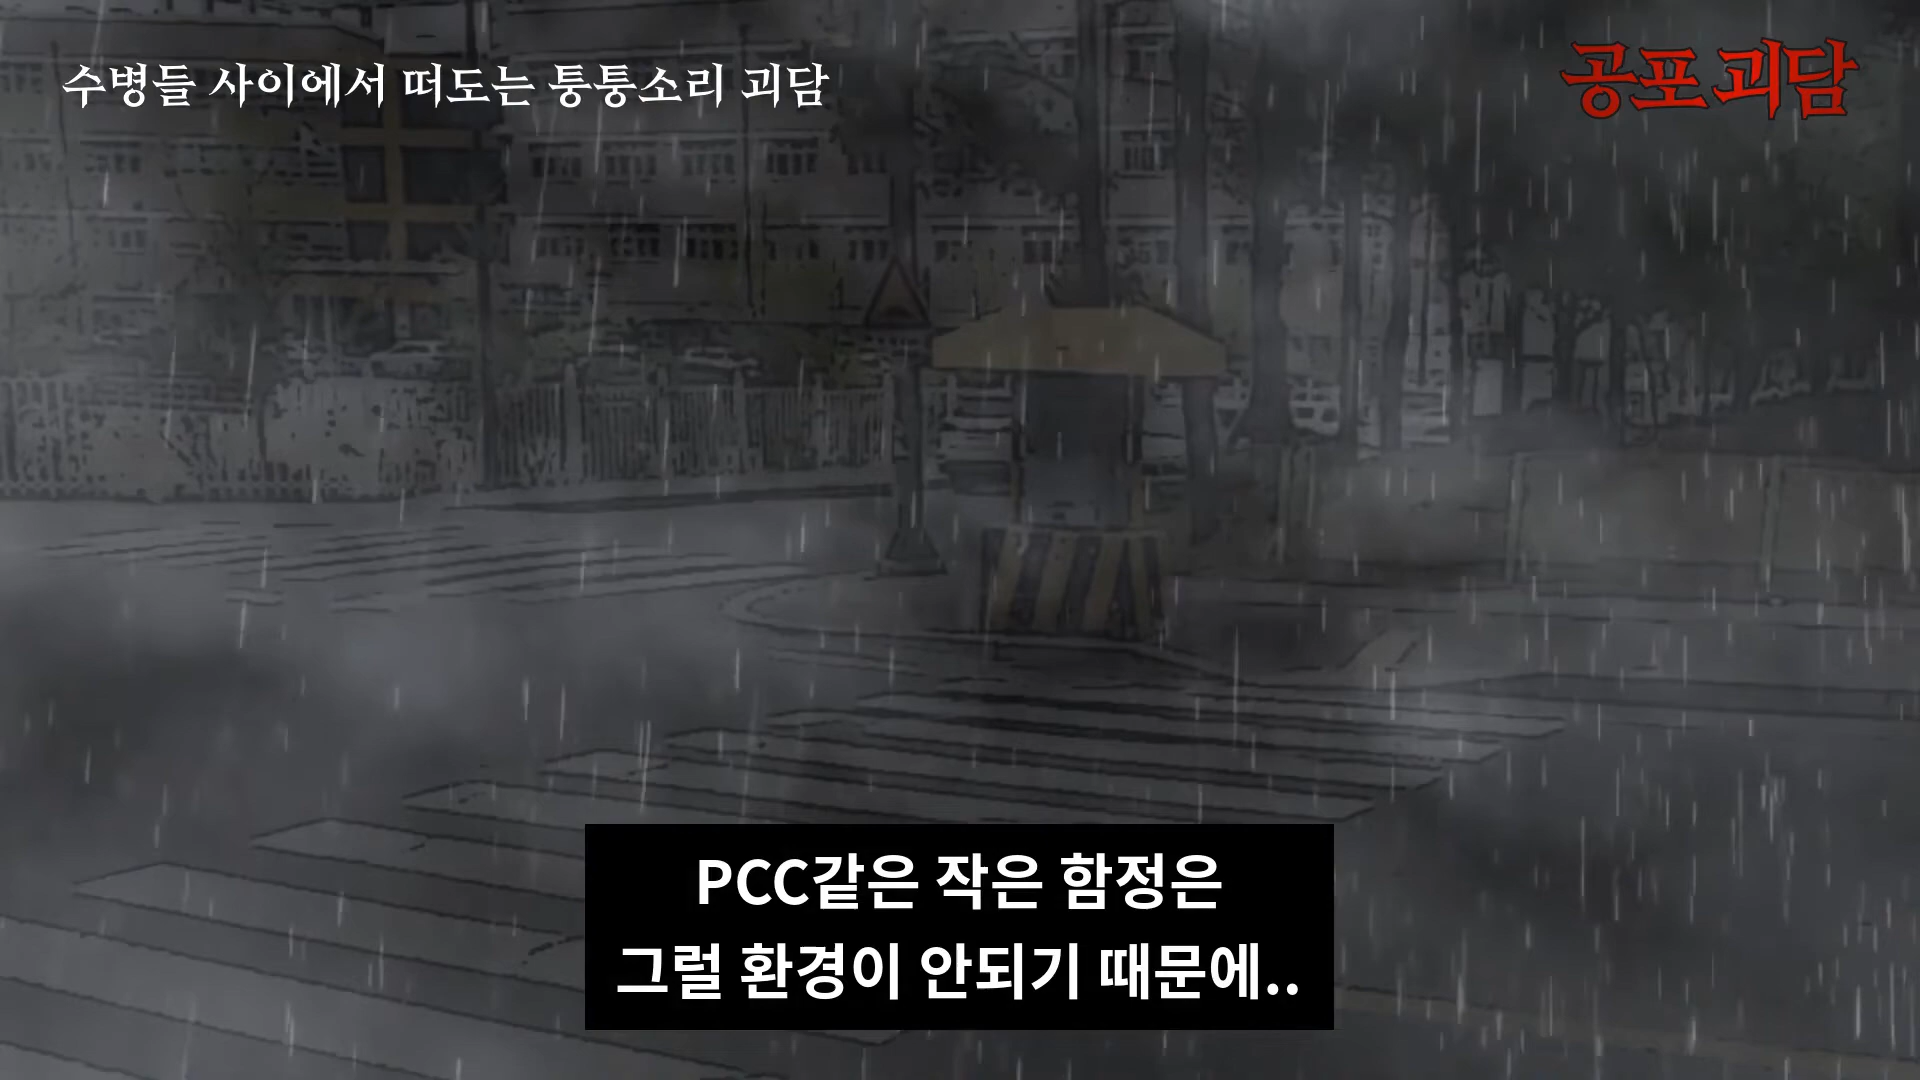 수병들 사이에서 떠도는 퉁퉁소리 괴담
공포괴담
PCC같은 작은 함정은
그럴 환경이 안되기 때문에..